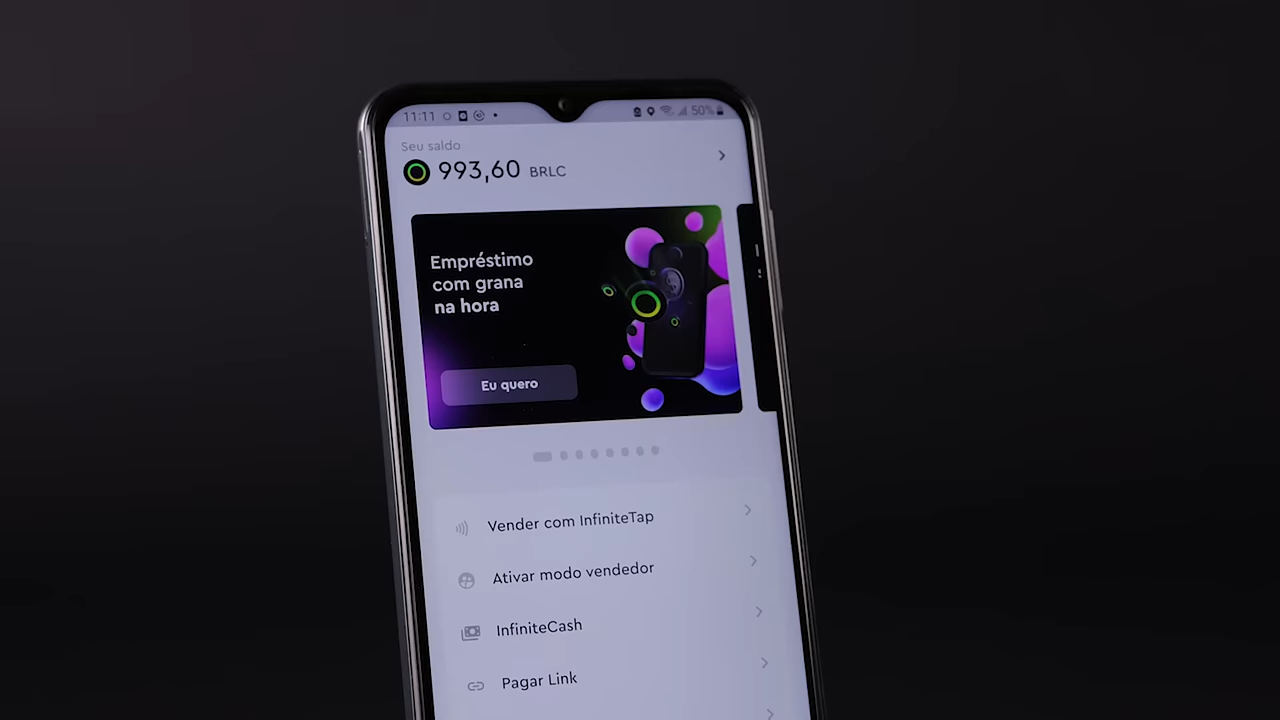 11:11
50%
Seu saldo
993,60 BRLC
Empréstimo
com grana
na hora
Eu quero
Vender com InfiniteTap
Ativar modo vendedor
InfiniteCash
Pagar Link